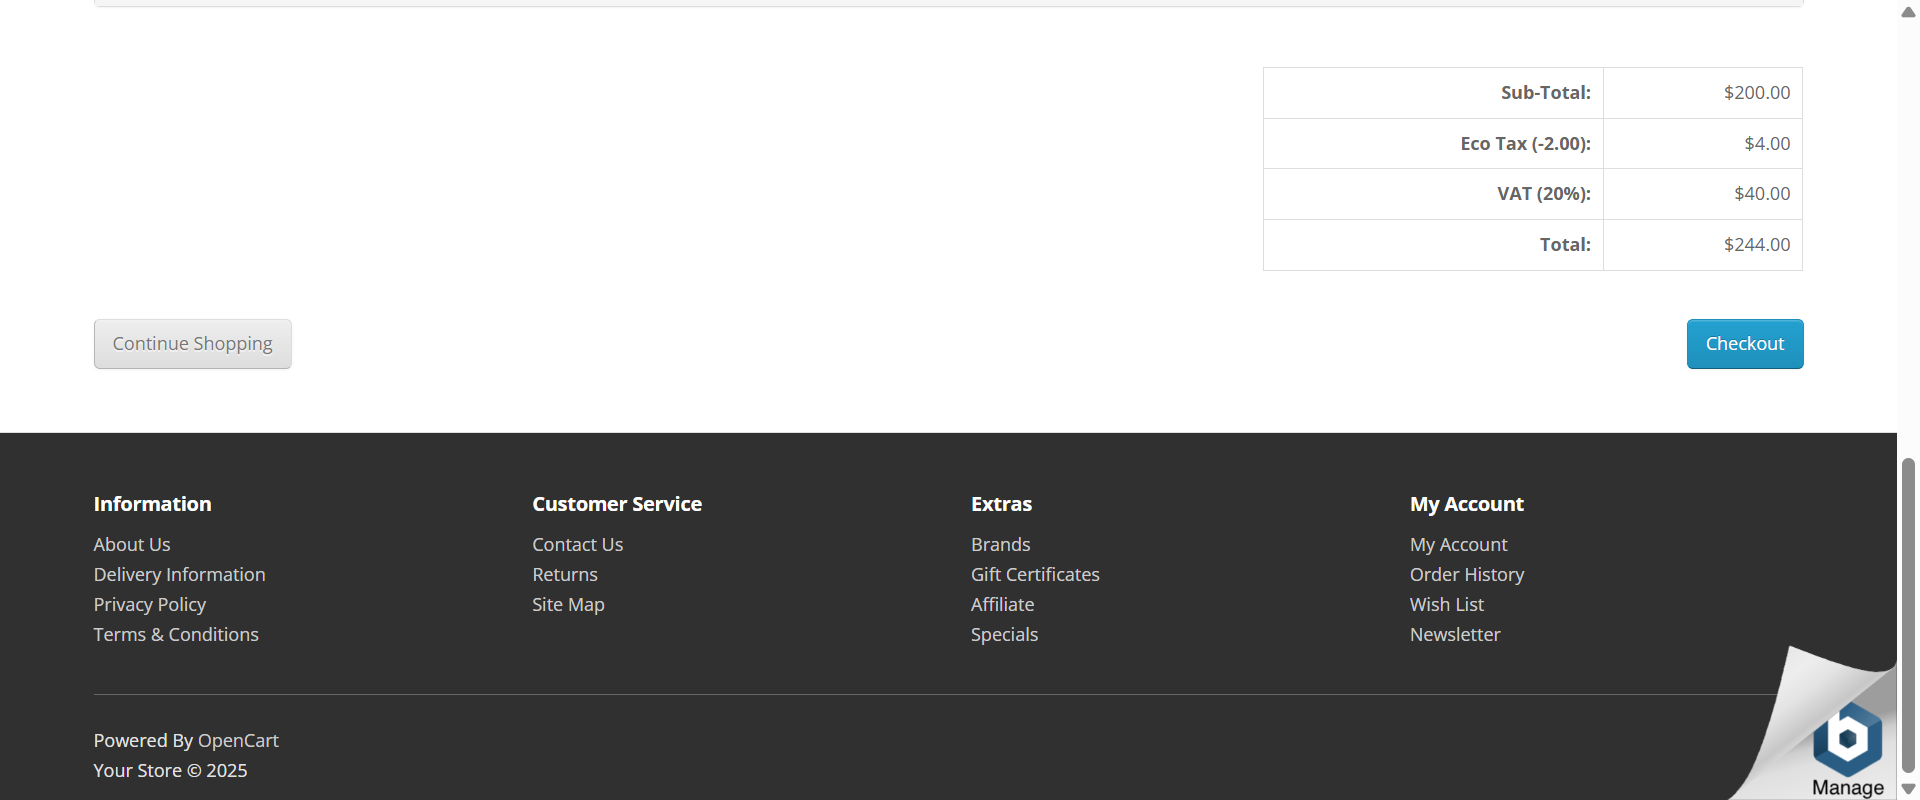 Sub-Total: $200.00
Eco Tax (-2.00): $4.00
VAT (20%): $40.00
Total: $244.00
Continue Shopping
Checkout
Information
About Us
Delivery Information
Privacy Policy
Terms & Conditions
Customer Service
Contact Us
Returns
Site Map
Extras
Brands
Gift Certificates
Affiliate
Specials
My Account
My Account
Order History
Wish List
Newsletter
Powered By OpenCart
Your Store © 2025
b
Manage